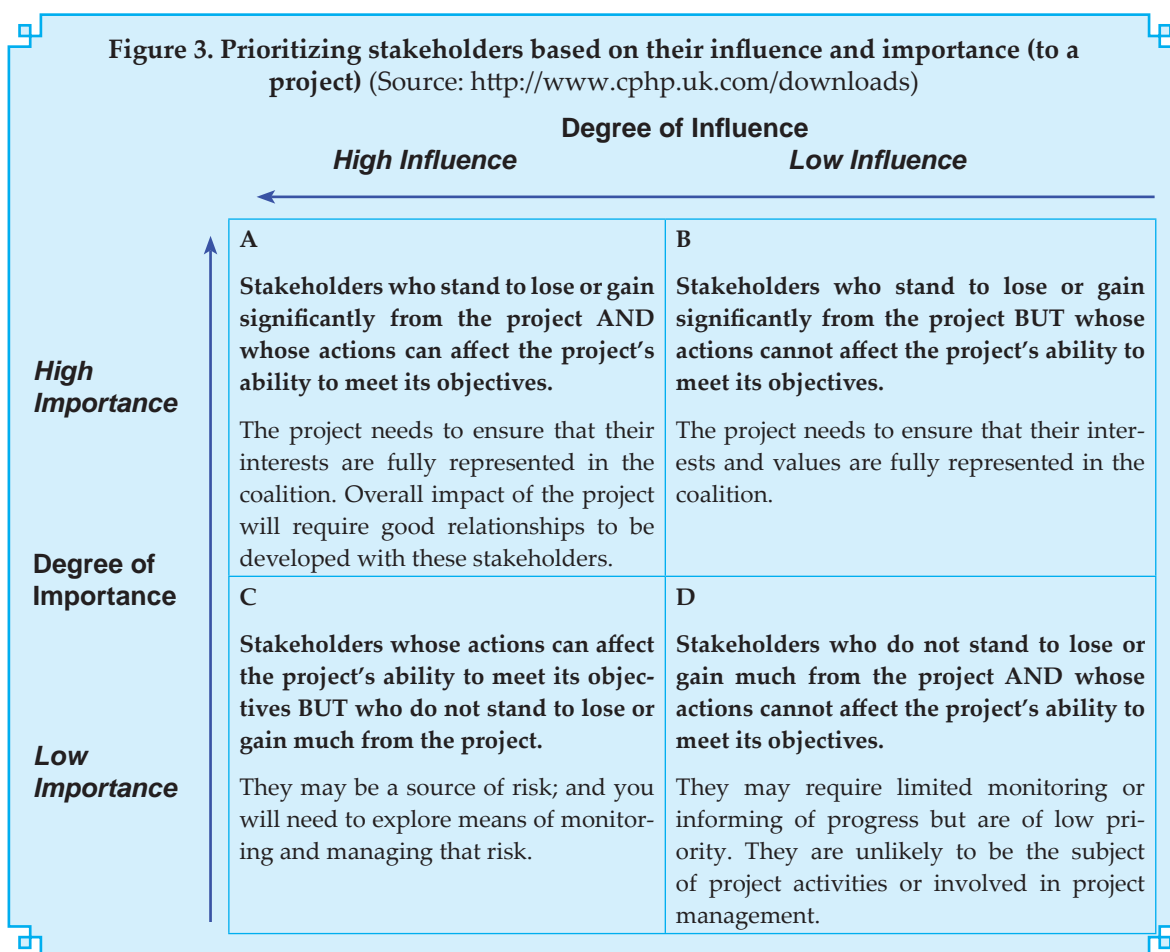 Figure 3. Prioritizing stakeholders based on their influence and importance (to a
project) (Source: http://www.cphp.uk.com/downloads)
Degree of Influence
High Influence
Low Influence
High
Importance
Degree of
Importance
Low
Importance
A
Stakeholders who stand to lose or gain
significantly from the project AND
whose actions can affect the project's
ability to meet its objectives.
The project needs to ensure that their
interests are fully represented in the
coalition. Overall impact of the project
will require good relationships to be
developed with these stakeholders.
B
Stakeholders who stand to lose or gain
significantly from the project BUT whose
actions cannot affect the project's ability to
meet its objectives.
The project needs to ensure that their inter-
ests and values are fully represented in the
coalition.
C
Stakeholders whose actions can affect
the project's ability to meet its objec-
tives BUT who do not stand to lose or
gain much from the project.
They may be a source of risk; and you
will need to explore means of monitor-
ing and managing that risk.
D
Stakeholders who do not stand to lose or
gain much from the project AND whose
actions cannot affect the project's ability to
meet its objectives.
They may require limited monitoring or
informing of progress but are of low pri-
ority. They are unlikely to be the subject
of project activities or involved in project
management.